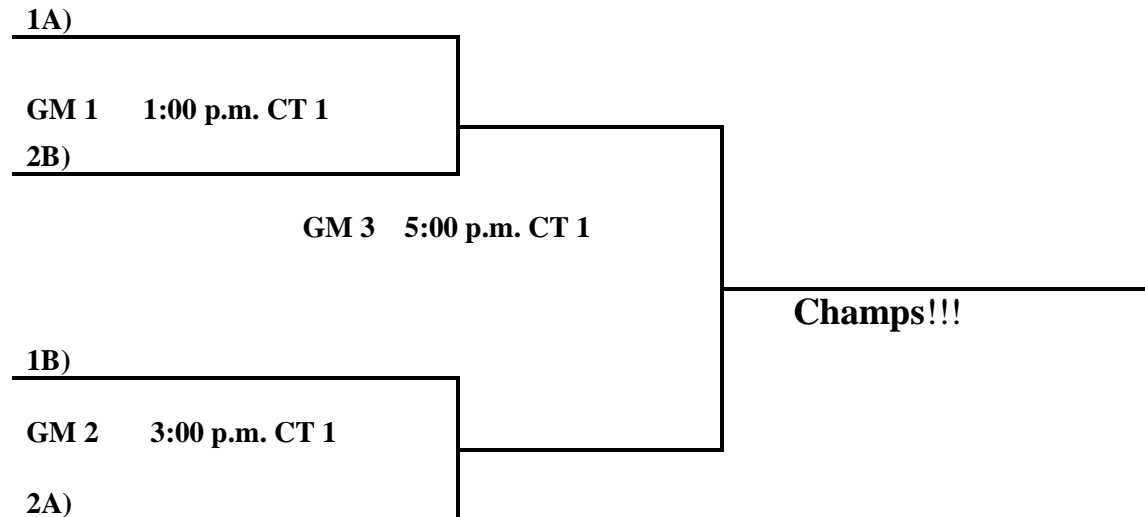 1A)
GM 1 1:00 p.m. CT 1
2B)
GM 3 5:00 p.m. CT 1
Champs!!!
1B)
GM 2 3:00 p.m. CT 1
2A)